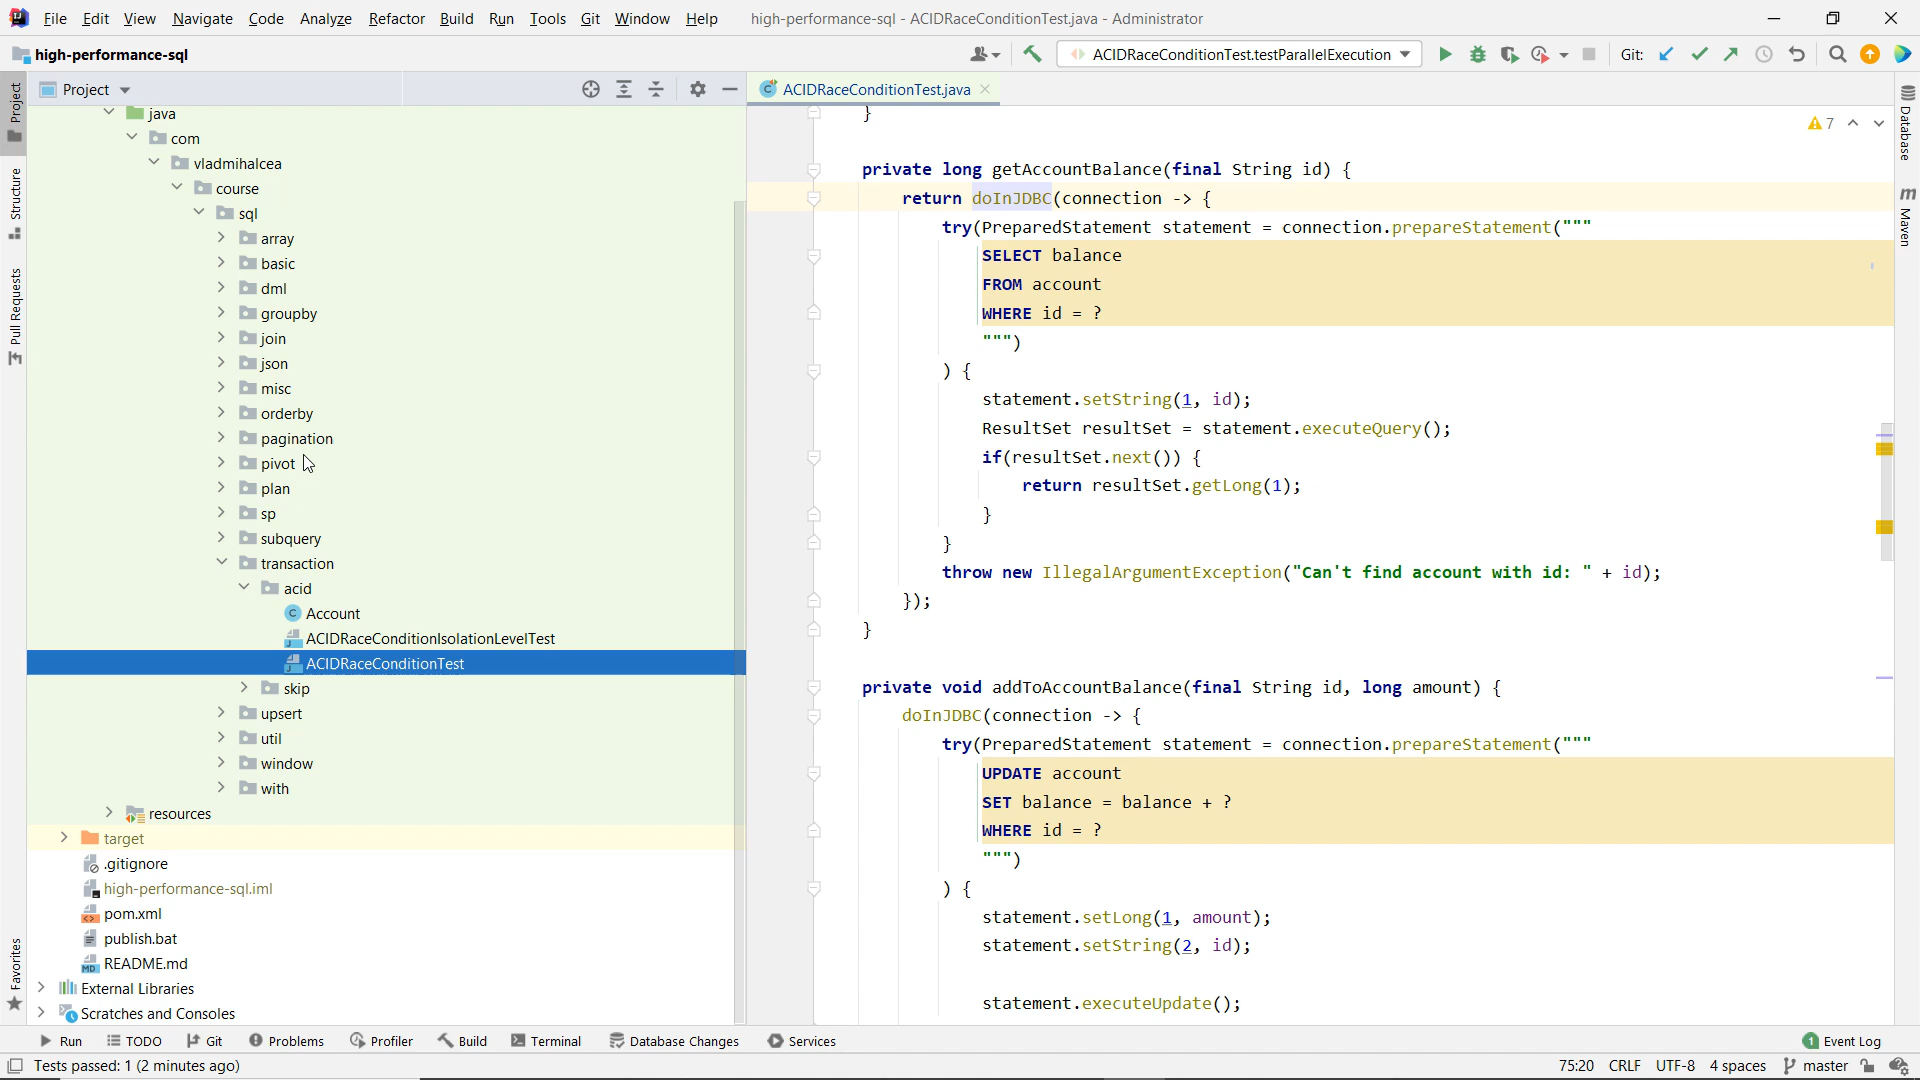 File Edit View Navigate Code Analyze Refactor Build Run Tools Git Window Help high-performance-sql - ACIDRaceConditionTest.java - Administrator
high-performance-sql ACIDRaceConditionTest.testParallelExecution Git:
Project
Project
Structure
Pull Requests
Favorites
java
com
vladmihalcea
course
sql
array
basic
dml
groupby
join
json
misc
orderby
pagination
pivot
plan
sp
subquery
transaction
acid
Account
ACIDRaceConditionIsolationLevelTest
ACIDRaceConditionTest
skip
upsert
util
window
with
resources
target
.gitignore
high-performance-sql.iml
pom.xml
publish.bat
README.md
External Libraries
Scratches and Consoles
ACIDRaceConditionTest.java
7
}
private long getAccountBalance(final String id) {
return doInJDBC(connection -> {
try(PreparedStatement statement = connection.prepareStatement("""
SELECT balance
FROM account
WHERE id = ?
""")
) {
statement.setString(1, id);
ResultSet resultSet = statement.executeQuery();
if(resultSet.next()) {
return resultSet.getLong(1);
}
}
throw new IllegalArgumentException("Can't find account with id: " + id);
});
}
private void addToAccountBalance(final String id, long amount) {
doInJDBC(connection -> {
try(PreparedStatement statement = connection.prepareStatement("""
UPDATE account
SET balance = balance + ?
WHERE id = ?
""")
) {
statement.setLong(1, amount);
statement.setString(2, id);
statement.executeUpdate();
Database
Maven
Run TODO Git Problems Profiler Build Terminal Database Changes Services 1 Event Log
Tests passed: 1 (2 minutes ago) 75:20 CRLF UTF-8 4 spaces master